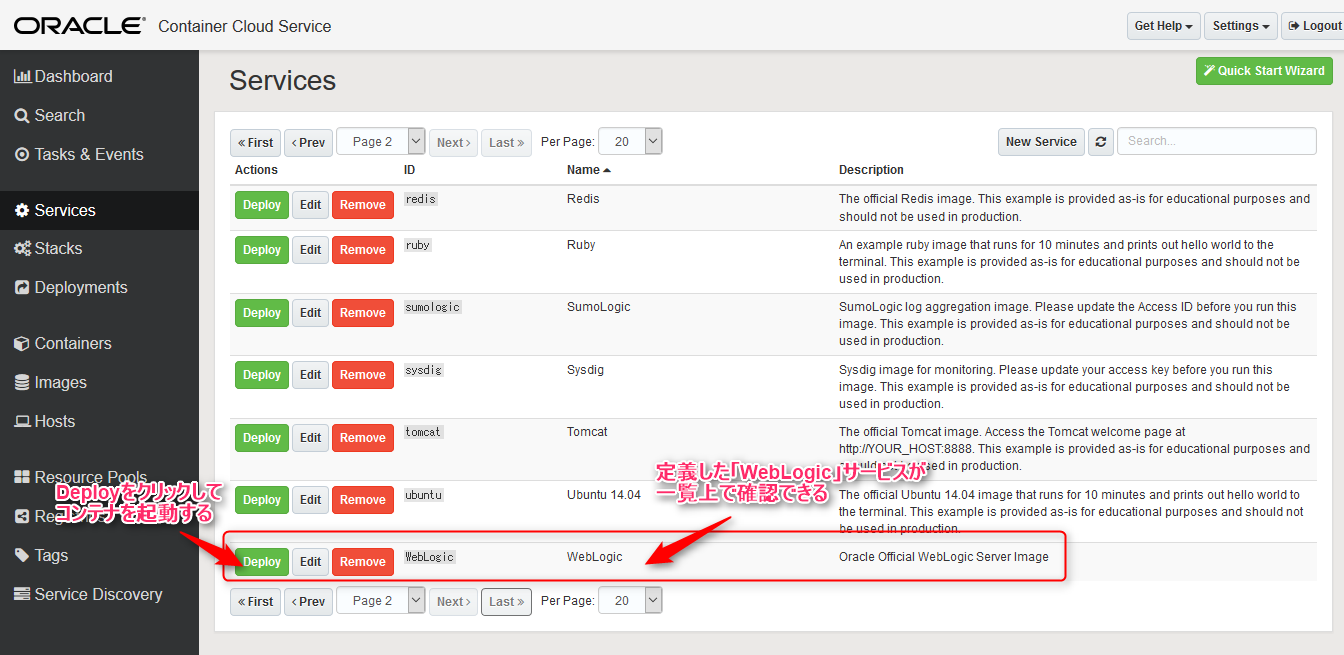 ORACLE® Container Cloud Service
Get Help Settings Logout
Dashboard
Search
Tasks & Events
Services
Stacks
Deployments
Containers
Images
Hosts
Resource Pools
Tags
Service Discovery
Services
Quick Start Wizard
« First ‹ Prev Page 2 Next › Last » Per Page: 20 New Service Search...
Actions ID Name Description
Deploy Edit Remove redis Redis The official Redis image. This example is provided as-is for educational purposes and
should not be used in production.
Deploy Edit Remove ruby Ruby An example ruby image that runs for 10 minutes and prints out hello world to the
terminal. This example is provided as-is for educational purposes and should not be
used in production.
Deploy Edit Remove sumologic SumoLogic SumoLogic log aggregation image. Please update the Access ID before you run this
image. This example is provided as-is for educational purposes and should not be
used in production.
Deploy Edit Remove sysdig Sysdig Sysdig image for monitoring. Please update your access key before you run this
image. This example is provided as-is for educational purposes and should not be
used in production.
Deploy Edit Remove tomcat Tomcat The official Tomcat image. Access the Tomcat welcome page at
http://YOUR_HOST:8888. This example is provided as-is for educational purposes and
used in production.
定義した「WebLogic」サービスが
一覧上で確認できる
Deployをクリックして
コンテナを起動する
Deploy Edit Remove ubuntu Ubuntu 14.04 The official Ubuntu 14.04 image that runs for 10 minutes and prints out hello world to
the terminal. This example is provided as-is for educational purposes and should not
be used in production.
Deploy Edit Remove WebLogic WebLogic Oracle Official WebLogic Server Image
« First ‹ Prev Page 2 Next › Last » Per Page: 20